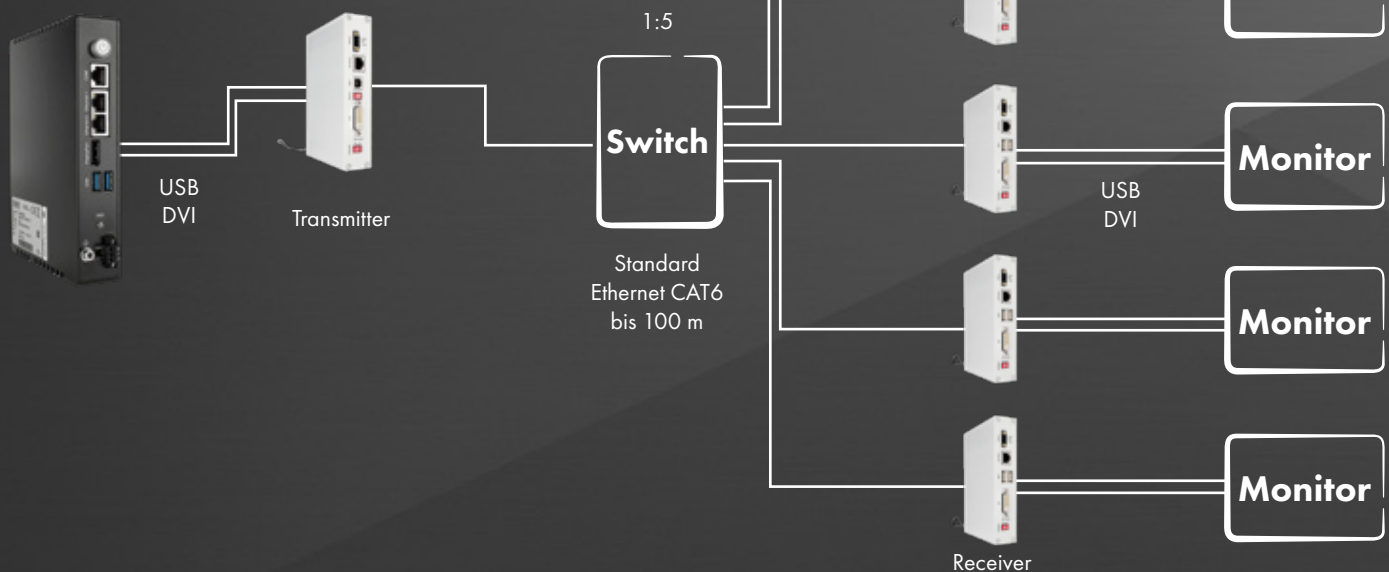 1:5
Switch
Monitor
USB
DVI
Transmitter
USB
DVI
Standard
Ethernet CAT6
bis 100 m
Monitor
Monitor
Receiver